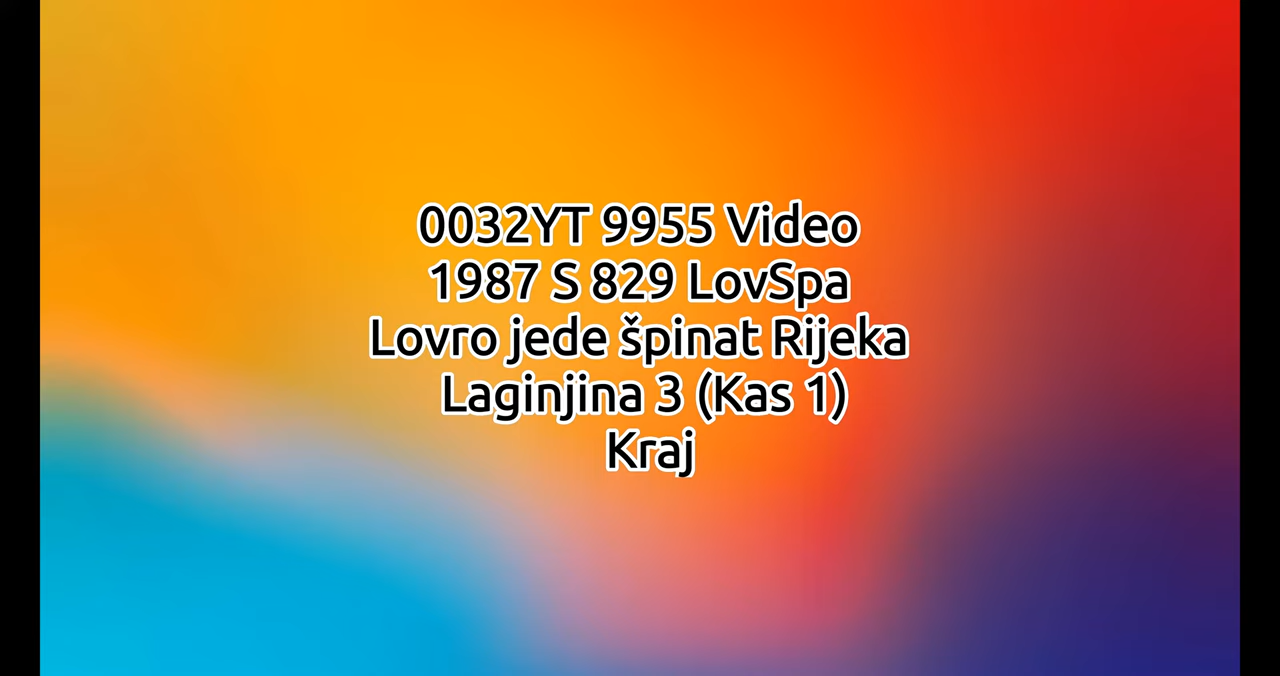 0032YT 9955 Video
1987 S 829 LovSpa
Lovro jede špinat Rijeka
Laginjina 3 (Kas 1)
Kraj